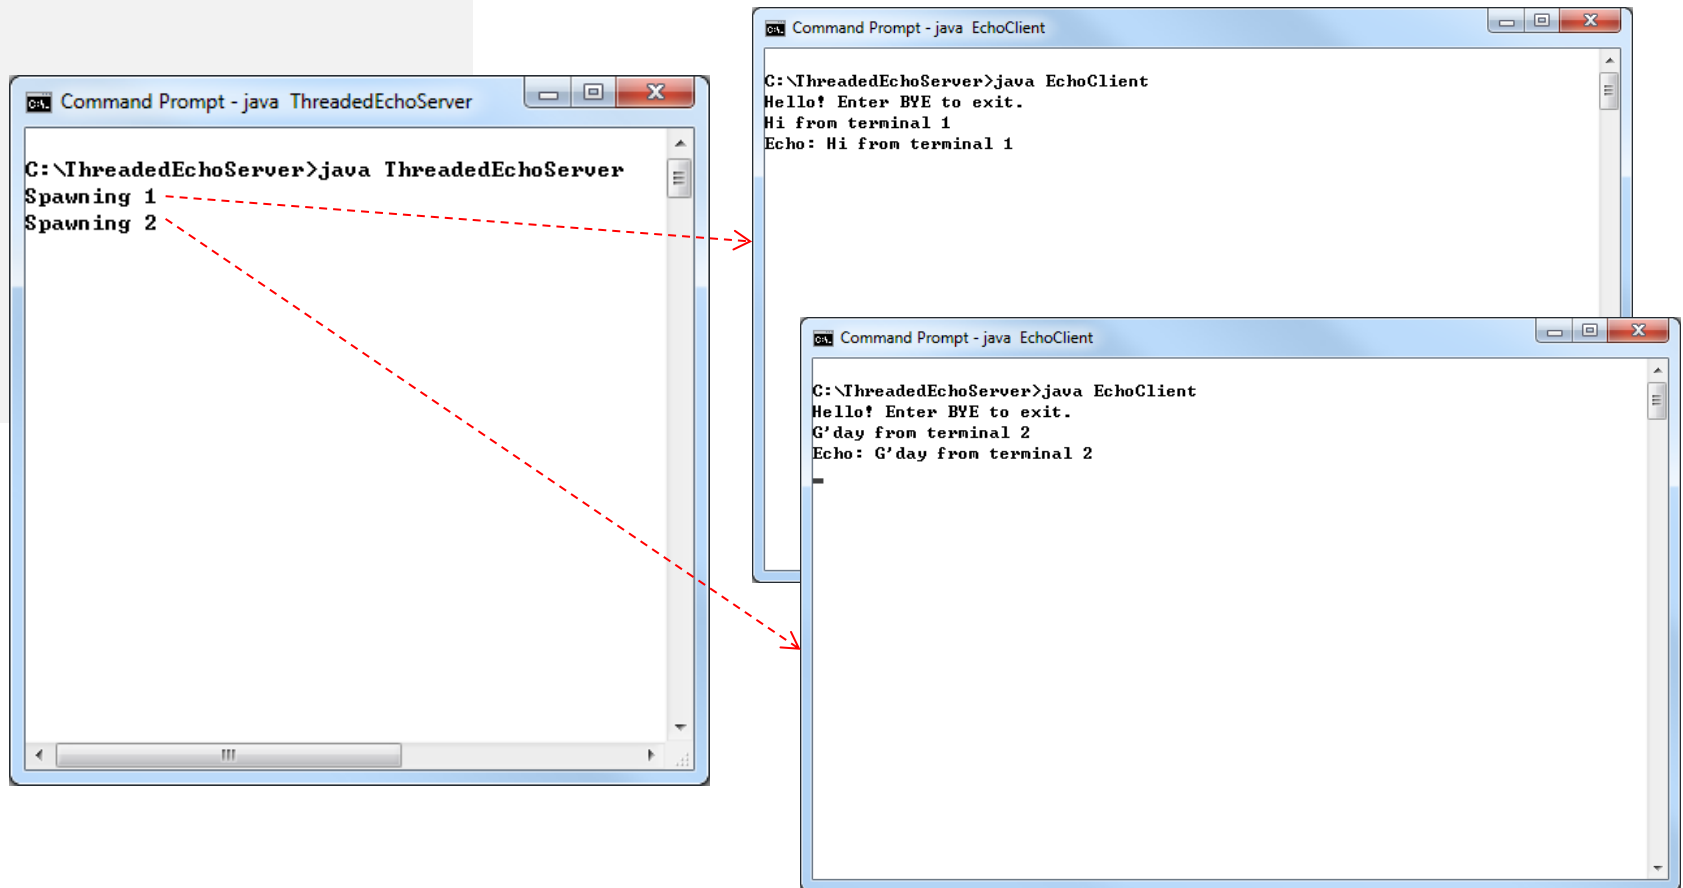 Command Prompt - java  ThreadedEchoServer
C:\ThreadedEchoServer>java ThreadedEchoServer
Spawning 1
Spawning 2
Command Prompt - java  EchoClient
C:\ThreadedEchoServer>java EchoClient
Hello! Enter BYE to exit.
Hi from terminal 1
Echo: Hi from terminal 1
Command Prompt - java  EchoClient
C:\ThreadedEchoServer>java EchoClient
Hello! Enter BYE to exit.
G'day from terminal 2
Echo: G'day from terminal 2